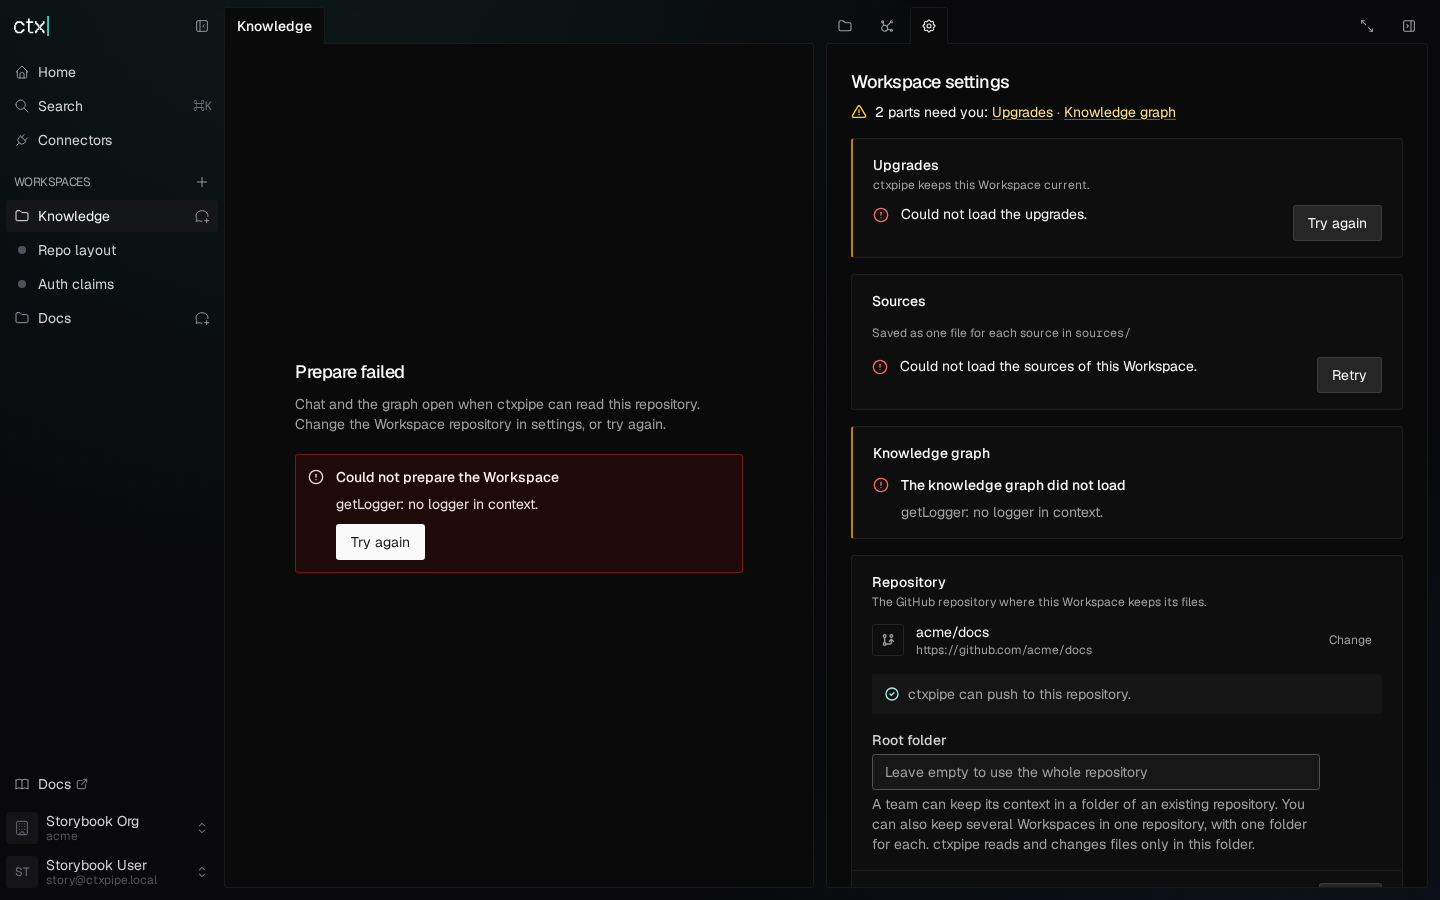 ctx
Home
Search ⌘K
Connectors
WORKSPACES
Knowledge
Repo layout
Auth claims
Docs
Docs
Storybook Org
acme
ST
Storybook User
story@ctxpipe.local
Knowledge
Prepare failed
Chat and the graph open when ctxpipe can read this repository.
Change the Workspace repository in settings, or try again.
Could not prepare the Workspace
getLogger: no logger in context.
Try again
Workspace settings
2 parts need you: Upgrades · Knowledge graph
Upgrades
ctxpipe keeps this Workspace current.
Could not load the upgrades.
Try again
Sources
Saved as one file for each source in sources/
Could not load the sources of this Workspace.
Retry
Knowledge graph
The knowledge graph did not load
getLogger: no logger in context.
Repository
The GitHub repository where this Workspace keeps its files.
acme/docs
https://github.com/acme/docs
Change
ctxpipe can push to this repository.
Root folder
Leave empty to use the whole repository
A team can keep its context in a folder of an existing repository. You
can also keep several Workspaces in one repository, with one folder
for each. ctxpipe reads and changes files only in this folder.